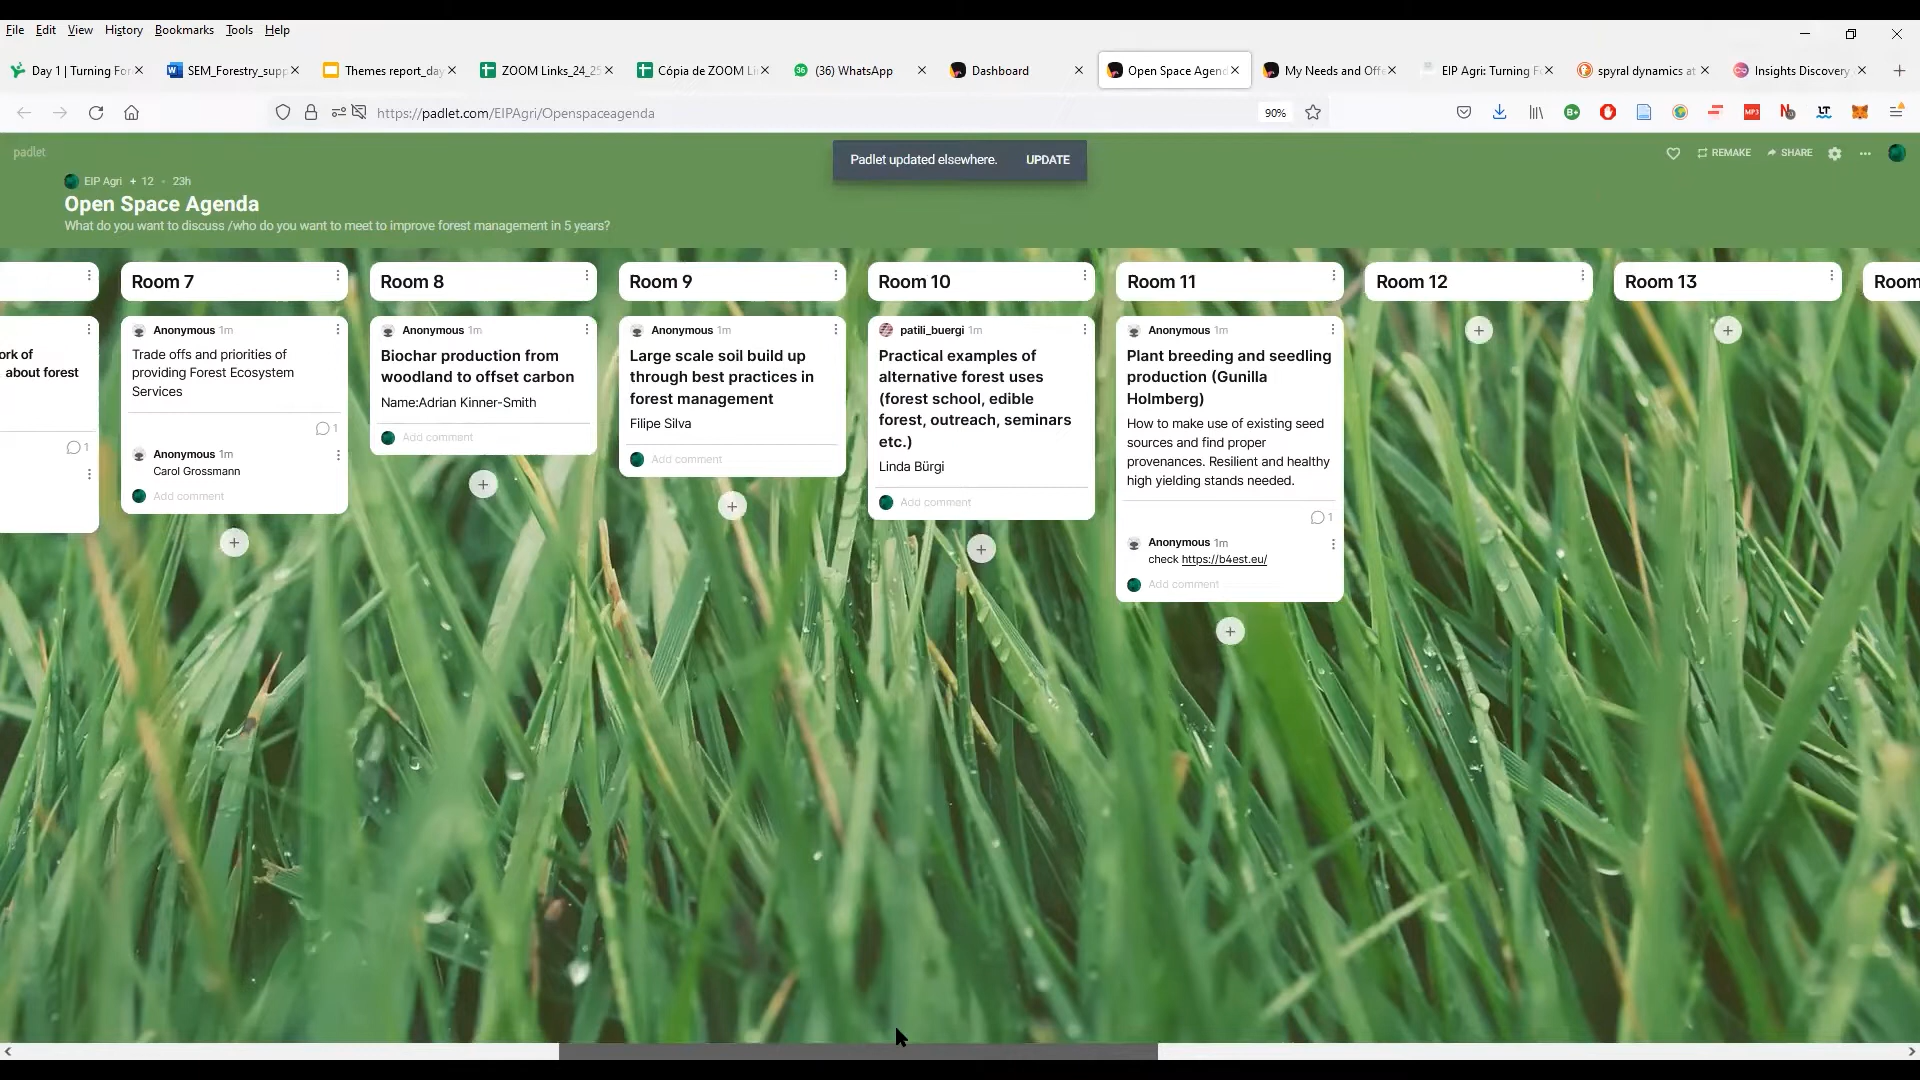 File Edit View History Bookmarks Tools Help
Day 1 | Turning For
SEM_Forestry_supp
Themes report_day
ZOOM Links_24_25
Cópia de ZOOM Li
(36) WhatsApp
Dashboard
Open Space Agend
My Needs and Offe
EIP Agri: Turning F
spyral dynamics at
Insights Discovery
https://padlet.com/EIPAgri/Openspaceagenda
90%
padlet
Padlet updated elsewhere. UPDATE
REMAKE SHARE
EIP Agri + 12 • 23h
Open Space Agenda
What do you want to discuss /who do you want to meet to improve forest management in 5 years?
ork of
about forest
1
Room 7
Anonymous 1m
Trade offs and priorities of
providing Forest Ecosystem
Services
1
Anonymous 1m
Carol Grossmann
Add comment
Room 8
Anonymous 1m
Biochar production from
woodland to offset carbon
Name:Adrian Kinner-Smith
Add comment
Room 9
Anonymous 1m
Large scale soil build up
through best practices in
forest management
Filipe Silva
Add comment
Room 10
patili_buergi 1m
Practical examples of
alternative forest uses
(forest school, edible
forest, outreach, seminars
etc.)
Linda Bürgi
Add comment
Room 11
Anonymous 1m
Plant breeding and seedling
production (Gunilla
Holmberg)
How to make use of existing seed
sources and find proper
provenances. Resilient and healthy
high yielding stands needed.
1
Anonymous 1m
check https://b4est.eu/
Add comment
Room 12
Room 13
Room